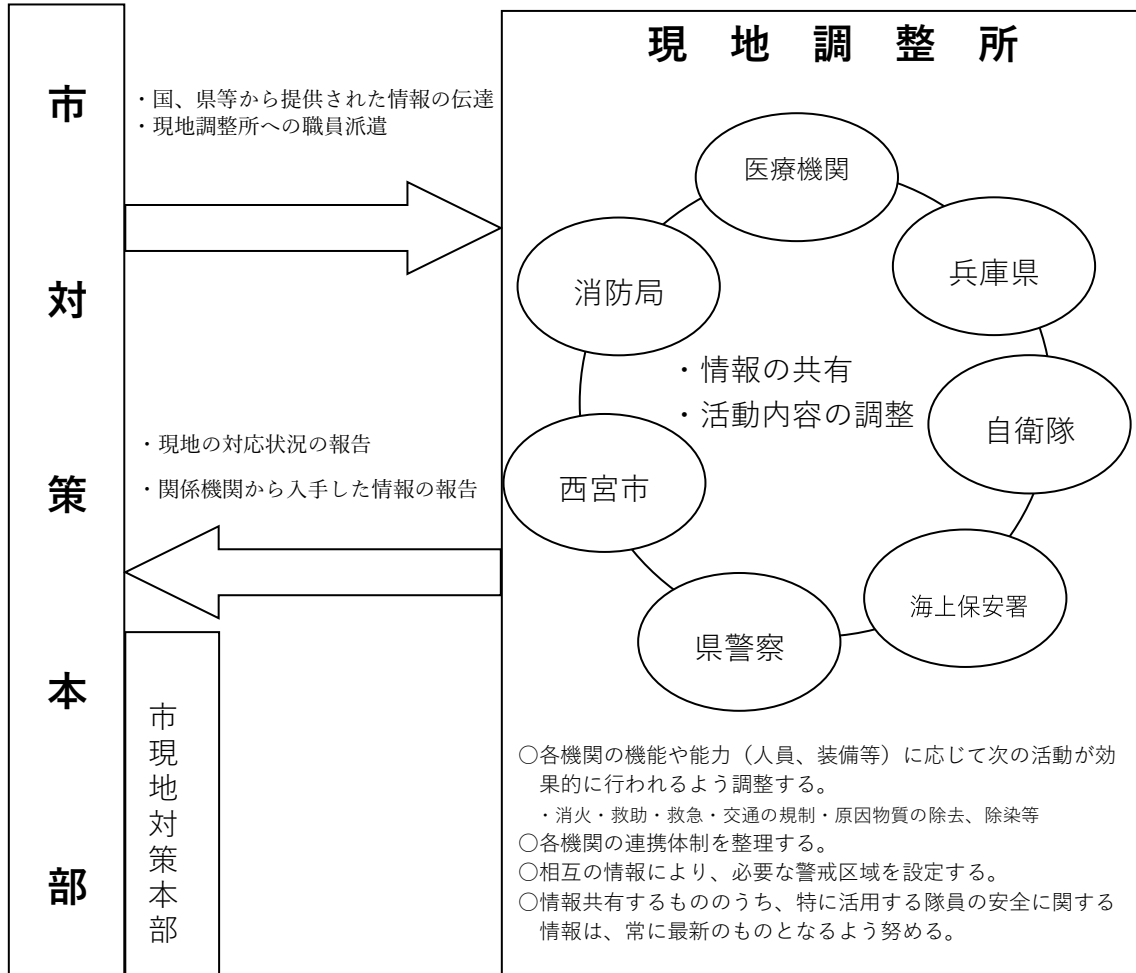 市対策本部
・国、県等から提供された情報の伝達
・現地調整所への職員派遣
・現地の対応状況の報告
・関係機関から入手した情報の報告
市現地対策本部
現地調整所
医療機関
兵庫県
消防局
自衛隊
西宮市
海上保安署
県警察
・情報の共有
・活動内容の調整
○各機関の機能や能力（人員、装備等）に応じて次の活動が効
果的に行われるよう調整する。
・消火・救助・救急・交通の規制・原因物質の除去、除染等
○各機関の連携体制を整理する。
○相互の情報により、必要な警戒区域を設定する。
○情報共有するもののうち、特に活用する隊員の安全に関する
情報は、常に最新のものとなるよう努める。